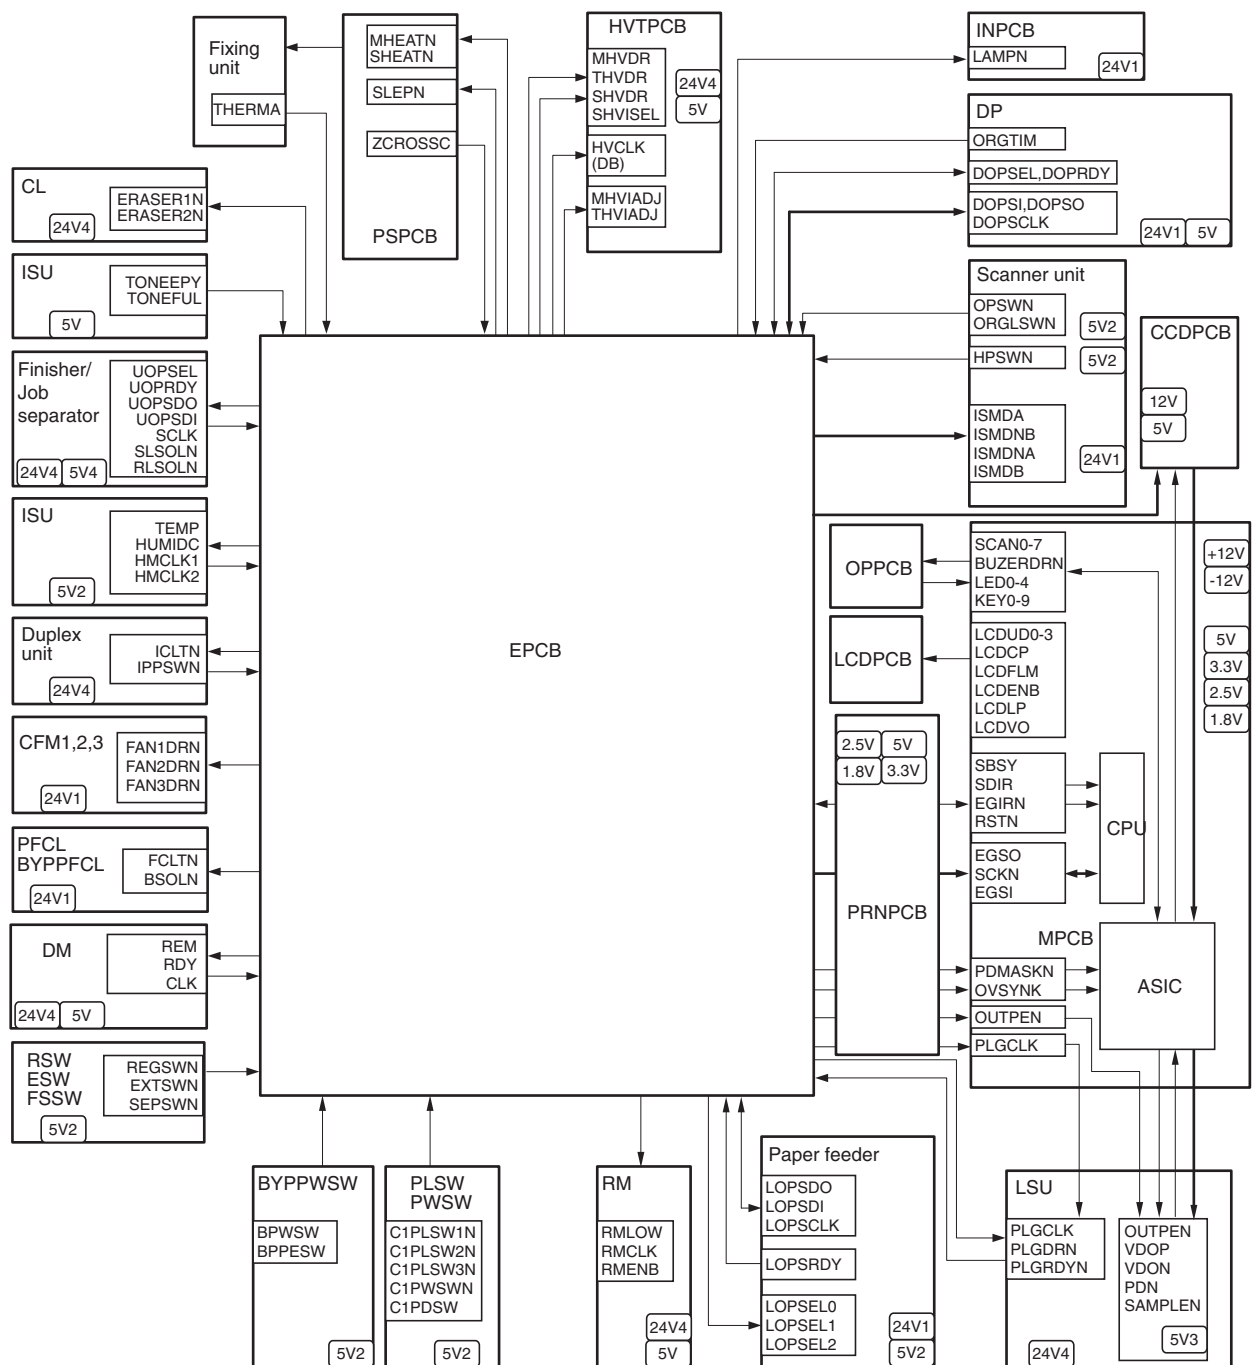 Fixing
unit
THERMA
MHEATN
SHEATN
SLEPN
ZCROSSC
PSPCB
HVTPCB
MHVDR
THVDR
SHVDR
SHVISEL
24V4
5V
HVCLK
(DB)
MHVIADJ
THVIADJ
INPCB
LAMPN
24V1
DP
ORGTIM
DOPSEL,DOPRDY
DOPSI,DOPSO
DOPSCLK
24V1 5V
CL
ERASER1N
ERASER2N
24V4
ISU
TONEEPY
TONEFUL
5V
Finisher/
Job
separator
UOPSEL
UOPRDY
UOPSDO
UOPSDI
SCLK
SLSOLN
RLSOLN
24V4 5V4
ISU
TEMP
HUMIDC
HMCLK1
HMCLK2
5V2
Duplex
unit
ICLTN
IPPSWN
24V4
CFM1,2,3
FAN1DRN
FAN2DRN
FAN3DRN
24V1
PFCL
BYPPFCL
FCLTN
BSOLN
24V1
DM
REM
RDY
CLK
24V4 5V
RSW
ESW
FSSW
REGSWN
EXTSWN
SEPSWN
5V2
EPCB
Scanner unit
OPSWN
ORGLSWN
5V2
HPSWN
5V2
ISMDA
ISMDNB
ISMDNA
ISMDB
24V1
CCDPCB
12V
5V
OPPCB
LCDPCB
SCAN0-7
BUZERDRN
LED0-4
KEY0-9
+12V
-12V
LCDUD0-3
LCDCP
LCDFLM
LCDENB
LCDLP
LCDVO
5V
3.3V
2.5V
1.8V
2.5V 5V
1.8V 3.3V
PRNPCB
SBSY
SDIR
EGIRN
RSTN
CPU
EGSO
SCKN
EGSI
MPCB
PDMASKN
OVSYNK
OUTPEN
PLGCLK
ASIC
BYPPWSW
BPWSW
BPPESW
5V2
PLSW
PWSW
C1PLSW1N
C1PLSW2N
C1PLSW3N
C1PWSWN
C1PDSW
5V2
RM
RMLOW
RMCLK
RMENB
24V4
5V
Paper feeder
LOPSDO
LOPSDI
LOPSCLK
LOPSRDY
LOPSEL0
LOPSEL1
LOPSEL2
24V1
5V2
LSU
PLGCLK
PLGDRN
PLGRDYN
OUTPEN
VDOP
VDON
PDN
SAMPLEN
5V3
24V4